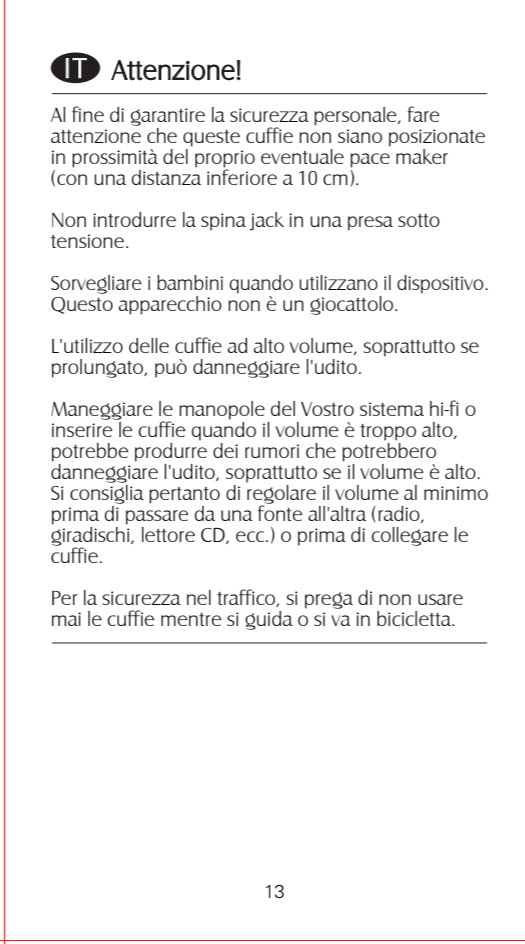 IT Attenzione!
Al fine di garantire la sicurezza personale, fare
attenzione che queste cuffie non siano posizionate
in prossimità del proprio eventuale pace maker
(con una distanza inferiore a 10 cm).
Non introdurre la spina jack in una presa sotto
tensione.
Sorvegliare i bambini quando utilizzano il dispositivo.
Questo apparecchio non è un giocattolo.
L'utilizzo delle cuffie ad alto volume, soprattutto se
prolungato, può danneggiare l'udito.
Maneggiare le manopole del Vostro sistema hi-fi o
inserire le cuffie quando il volume è troppo alto,
potrebbe produrre dei rumori che potrebbero
danneggiare l'udito, soprattutto se il volume è alto.
Si consiglia pertanto di regolare il volume al minimo
prima di passare da una fonte all'altra (radio,
giradischi, lettore CD, ecc.) o prima di collegare le
cuffie.
Per la sicurezza nel traffico, si prega di non usare
mai le cuffie mentre si guida o si va in bicicletta.
13